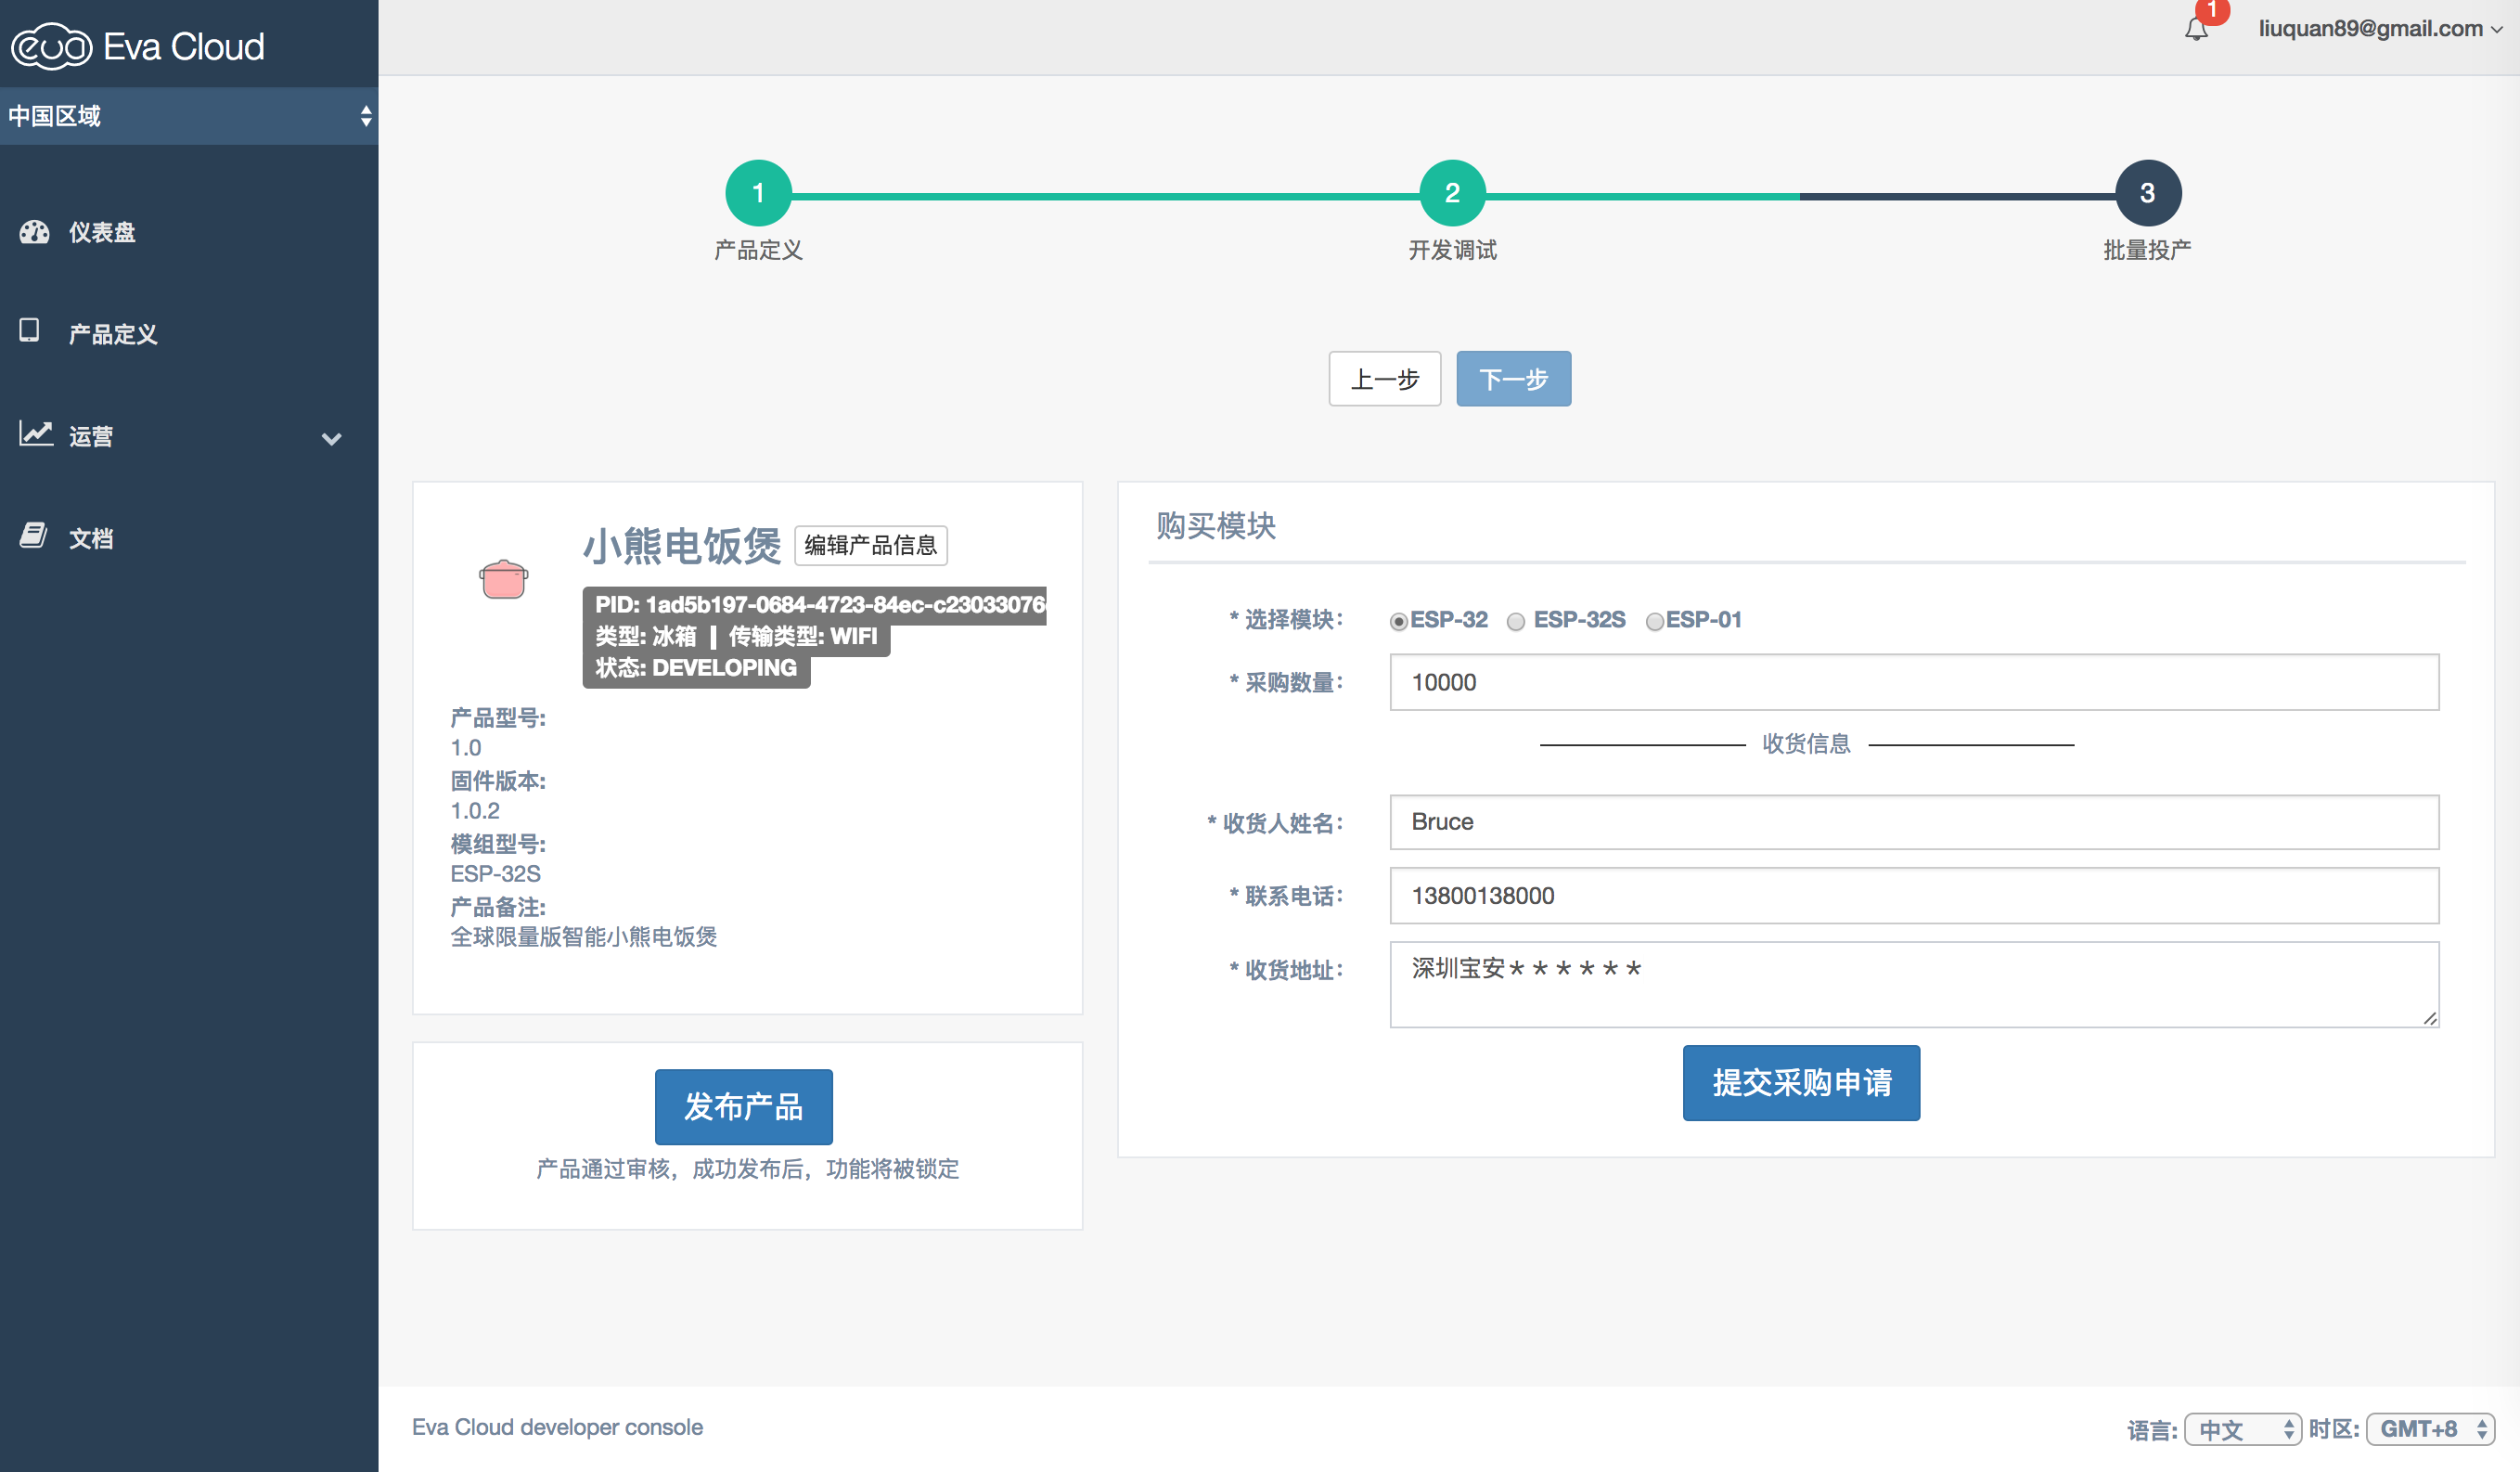 eva Eva Cloud
1
liuquan89@gmail.com
中国区域
仪表盘
产品定义
运营
文档
1
2
3
产品定义
开发调试
批量投产
上一步
下一步
小熊电饭煲
编辑产品信息
PID: 1ad5b197-0684-4723-84ec-c23033076
类型: 冰箱 | 传输类型: WIFI
状态: DEVELOPING
产品型号:
1.0
固件版本:
1.0.2
模组型号:
ESP-32S
产品备注:
全球限量版智能小熊电饭煲
发布产品
产品通过审核，成功发布后，功能将被锁定
购买模块
* 选择模块： ESP-32 ESP-32S ESP-01
* 采购数量： 10000
收货信息
* 收货人姓名： Bruce
* 联系电话： 13800138000
* 收货地址： 深圳宝安＊＊＊＊＊＊
提交采购申请
Eva Cloud developer console
语言: 中文 时区: GMT+8